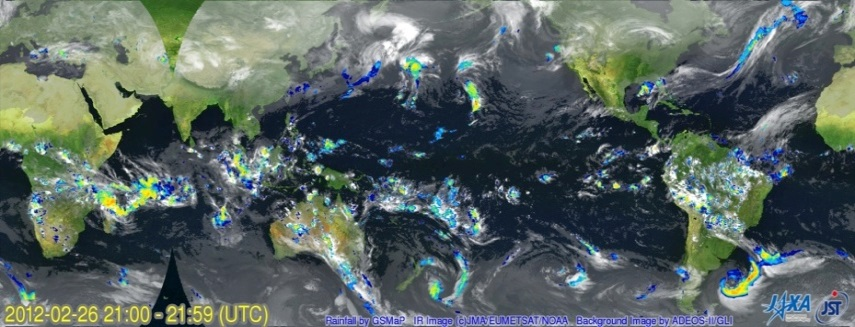 2012-02-26 21:00 - 21:59 (UTC)
Rainfall by GSMaP   IR Image  (c)JMA/EUMETSAT/NOAA   Background Image by ADEOS-II/GLI
JAXA
JST